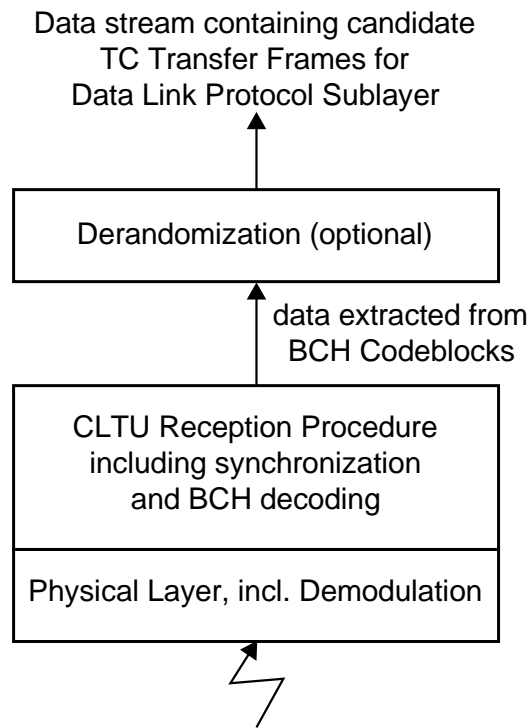 Data stream containing candidate
TC Transfer Frames for
Data Link Protocol Sublayer
Derandomization (optional)
data extracted from
BCH Codeblocks
CLTU Reception Procedure
including synchronization
and BCH decoding
Physical Layer, incl. Demodulation